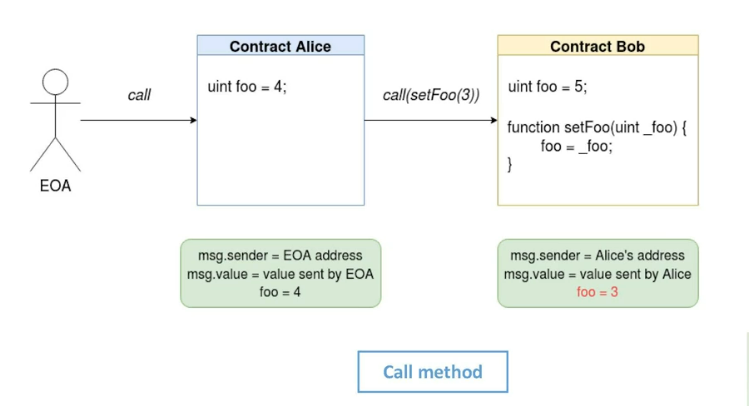 Contract Alice
Contract Bob
call
uint foo = 4;
call(setFoo(3))
uint foo = 5;
function setFoo(uint _foo) {
foo = _foo;
}
EOA
msg.sender = EOA address
msg.value = value sent by EOA
foo = 4
msg.sender = Alice's address
msg.value = value sent by Alice
foo = 3
Call method